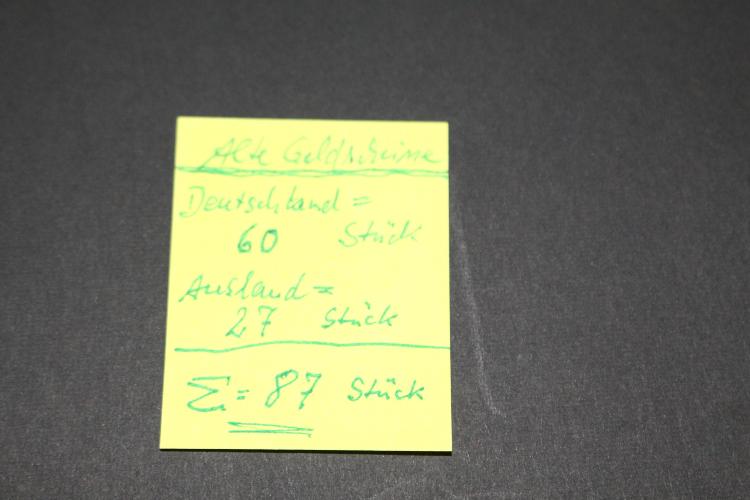 Alte Geldscheine
Deutschland =
60 Stück
Ausland =
27 Stück
Σ = 87 Stück